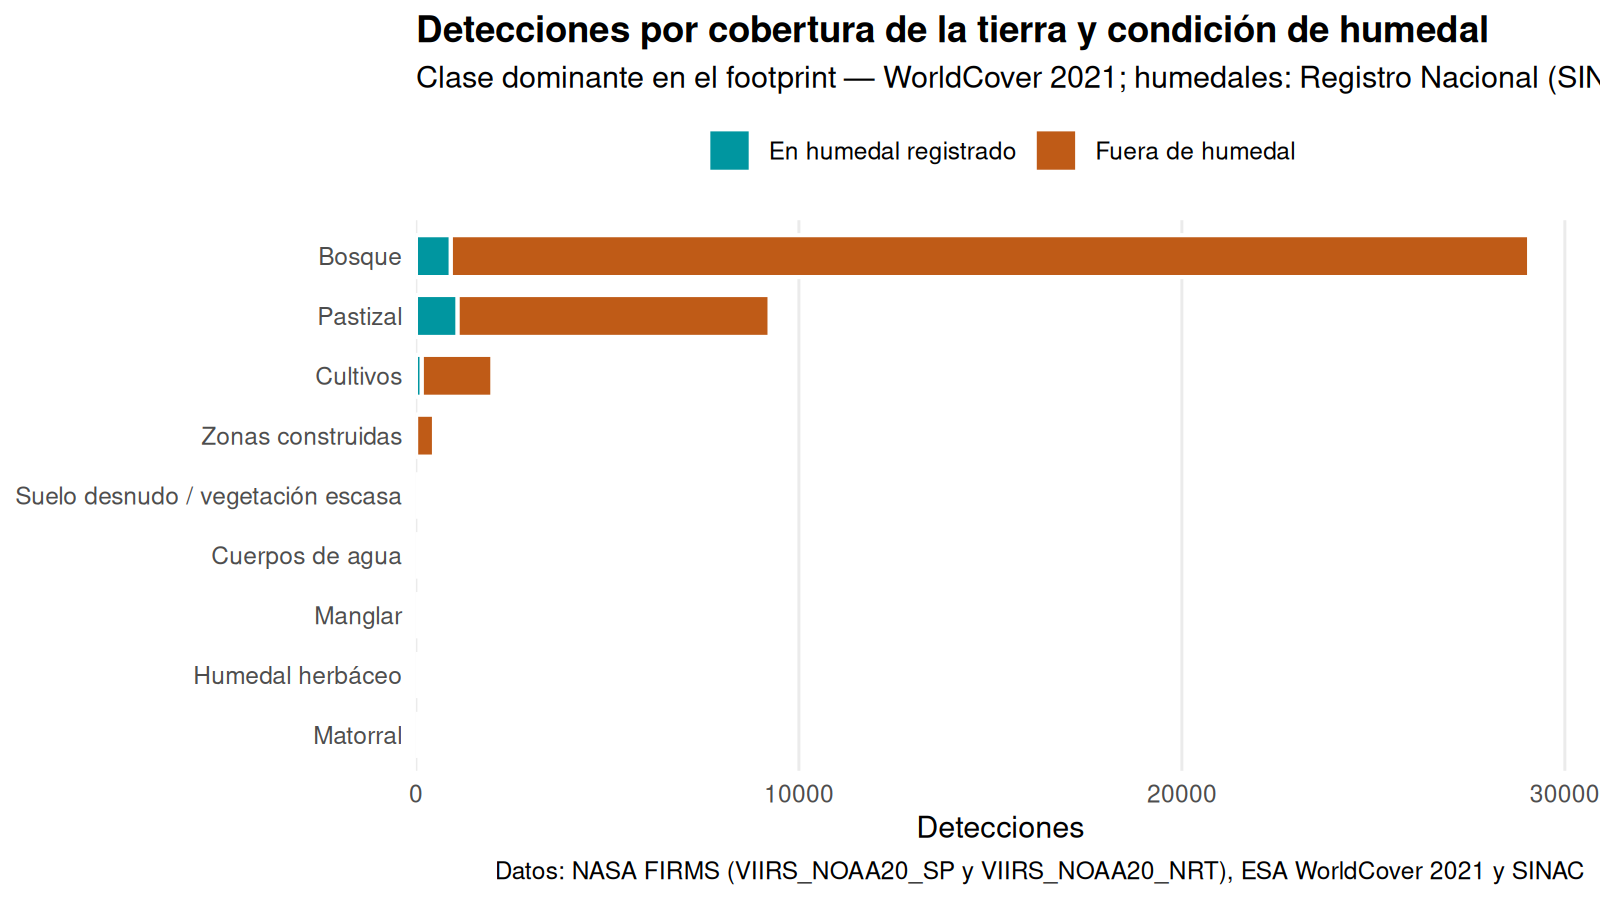 Detecciones por cobertura de la tierra y condición de humedal
Clase dominante en el footprint — WorldCover 2021; humedales: Registro Nacional (SIN
En humedal registrado
Fuera de humedal
Bosque
Pastizal
Cultivos
Zonas construidas
Suelo desnudo / vegetación escasa
Cuerpos de agua
Manglar
Humedal herbáceo
Matorral
0 10000 20000 30000
Detecciones
Datos: NASA FIRMS (VIIRS_NOAA20_SP y VIIRS_NOAA20_NRT), ESA WorldCover 2021 y SINAC